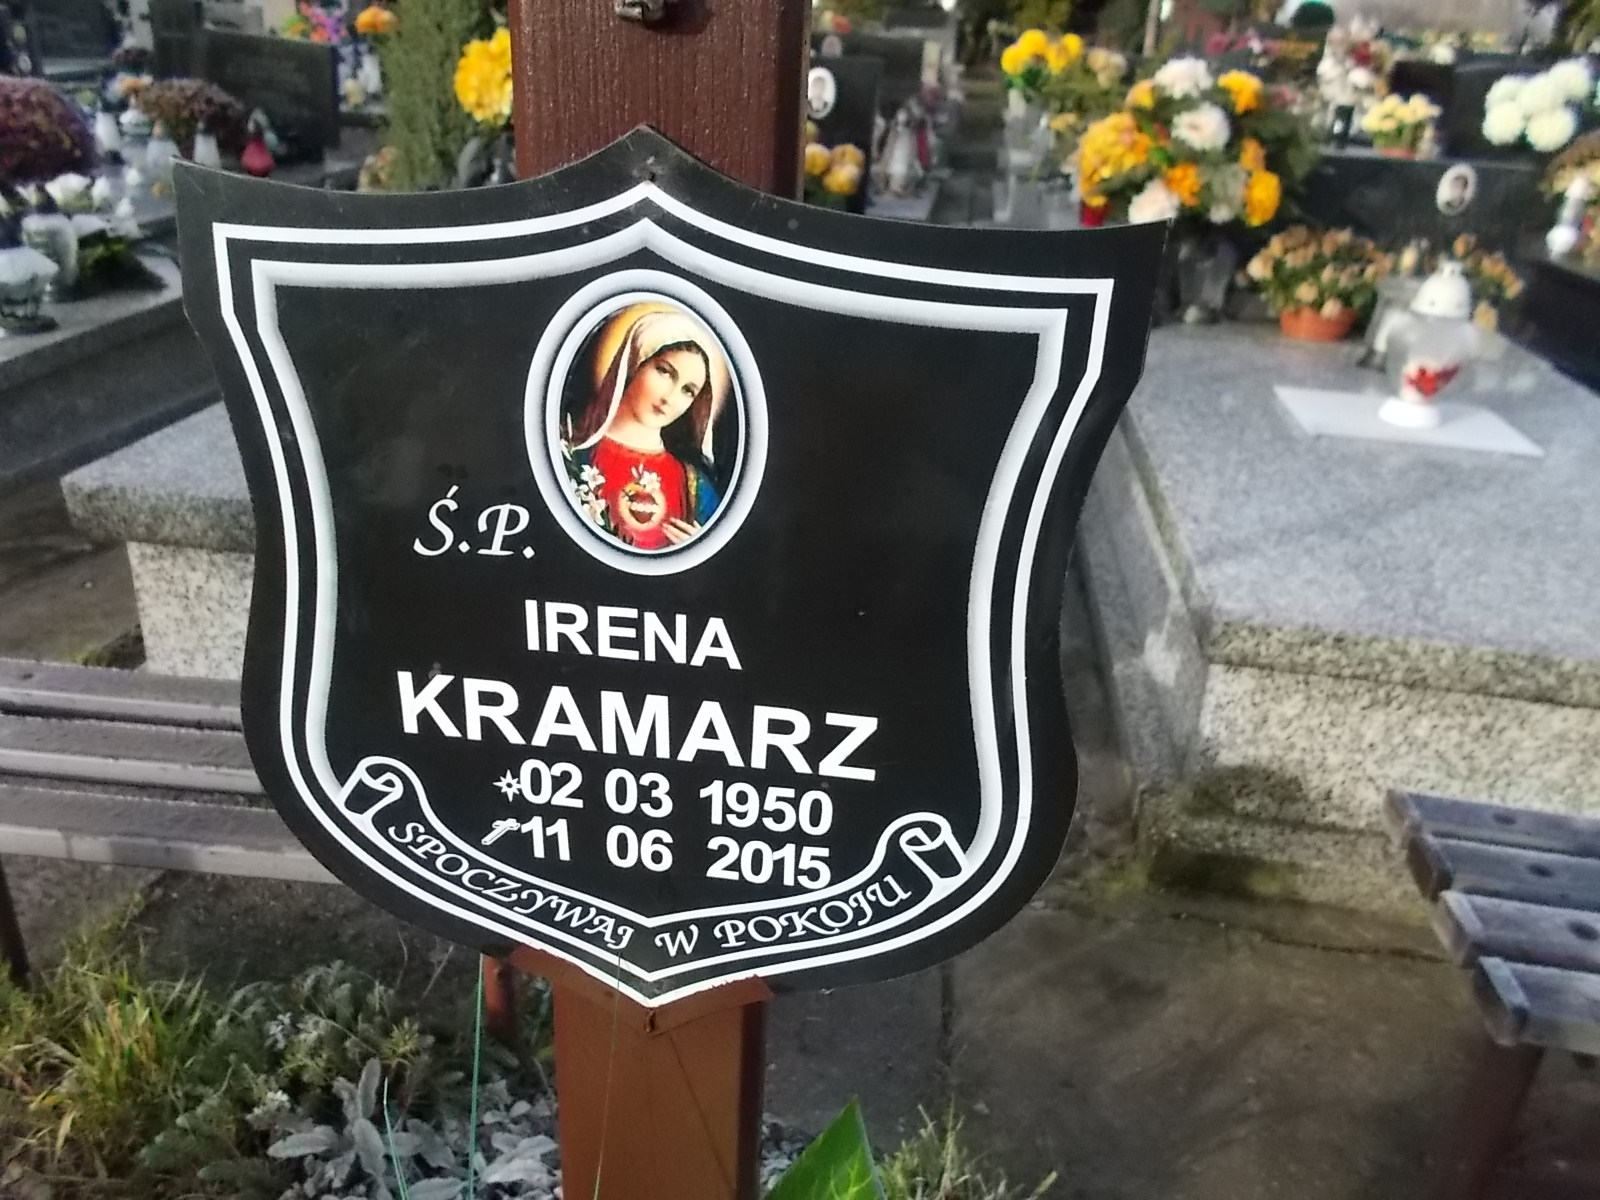 Ś.P.
IRENA
KRAMARZ
02 03 1950
11 06 2015
SPOCZYWAJ W POKOJU